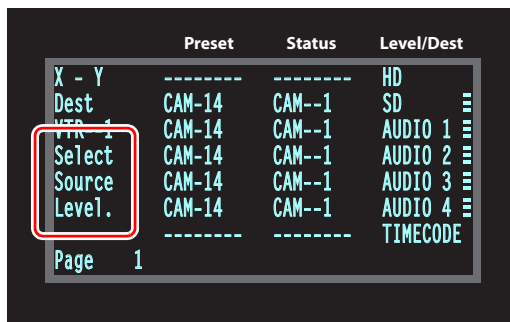 Preset Status Level/Dest
X - Y -------- -------- HD
Dest CAM-14 CAM--1 SD
VTR--1 CAM-14 CAM--1 AUDIO 1
Select CAM-14 CAM--1 AUDIO 2
Source CAM-14 CAM--1 AUDIO 3
Level. CAM-14 CAM--1 AUDIO 4
-------- -------- TIMECODE
Page 1